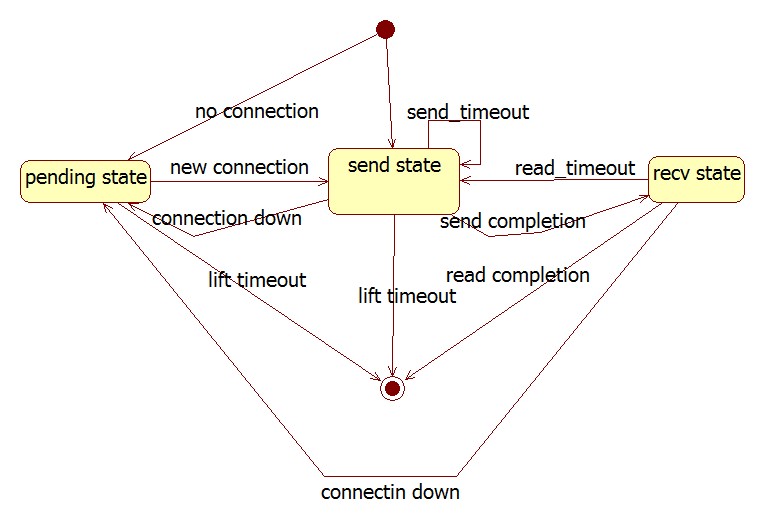 no connection
send_timeout
new connection
send state
read_timeout
pending state
recv state
connection down
send completion
lift timeout
read completion
lift timeout
connectin down